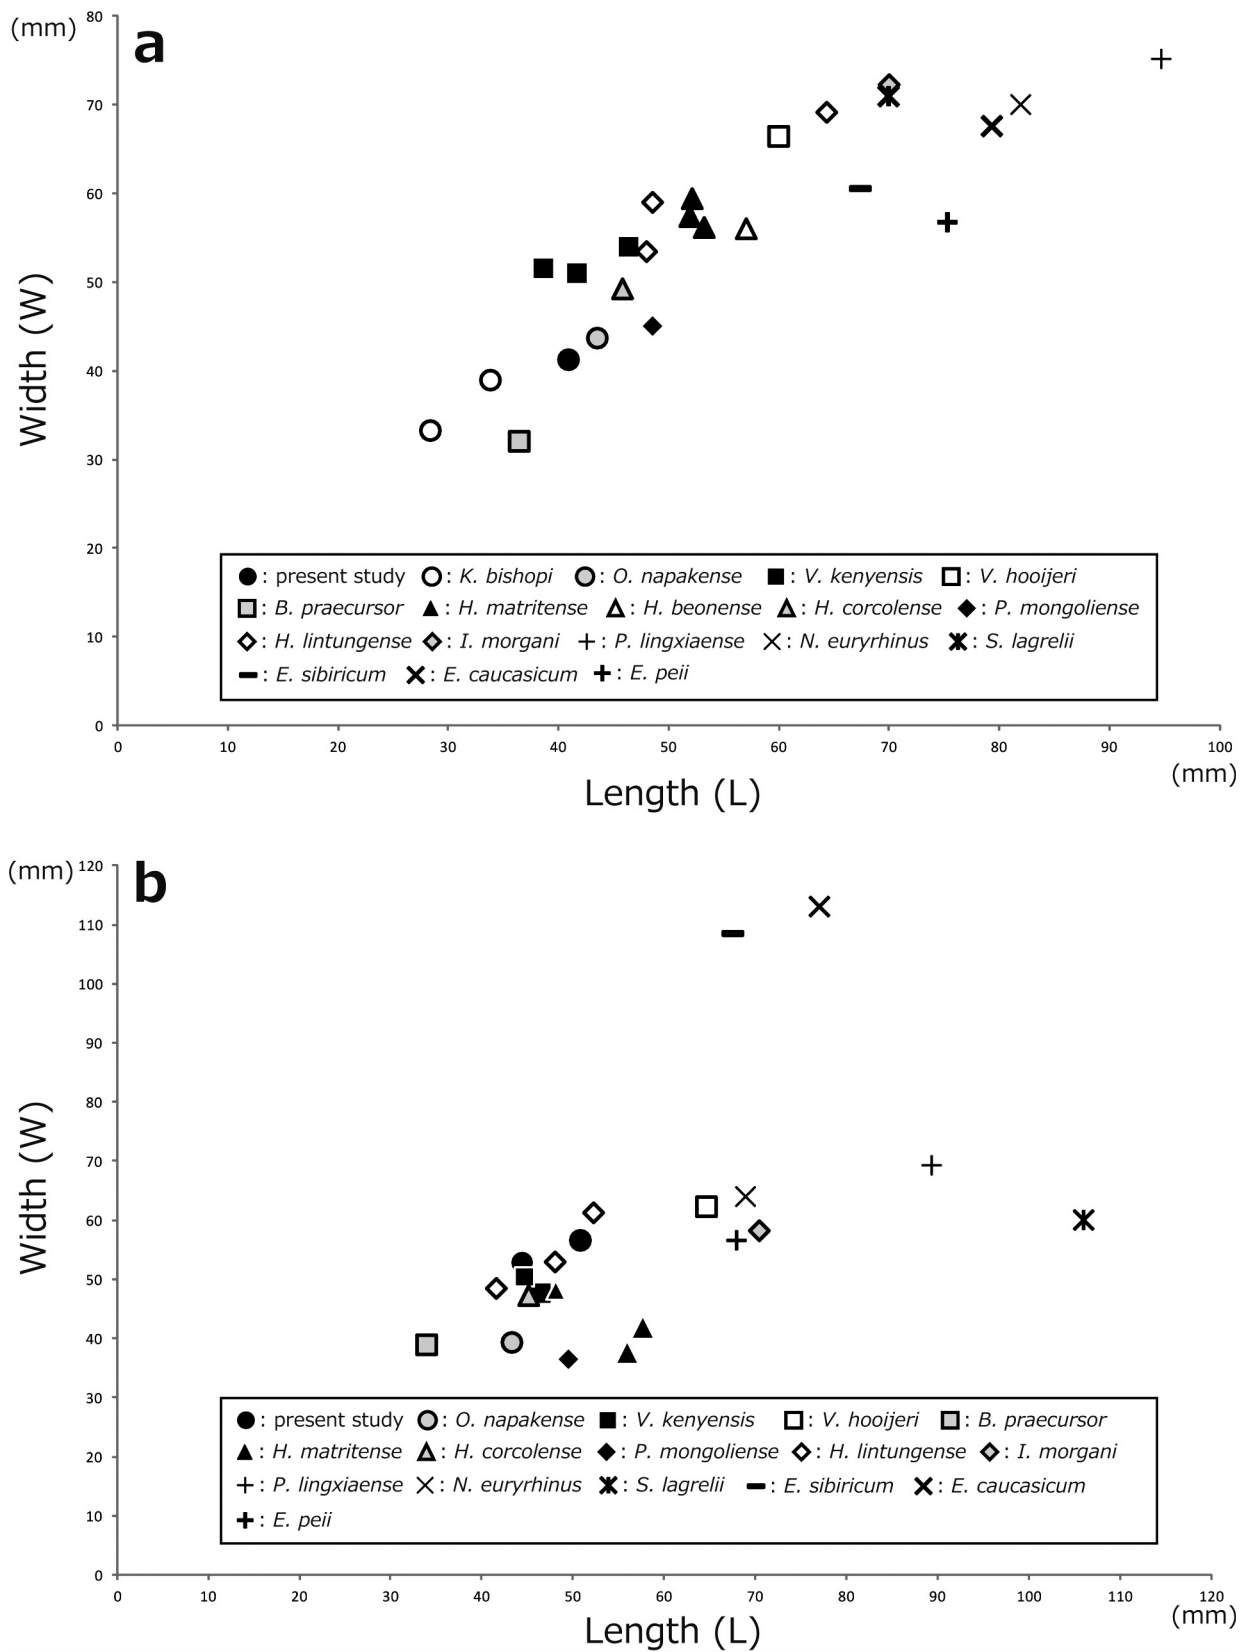 (mm)
a
80
70
60
50
40
30
20
10
0
Width (W)
: present study : K. bishopi : O. napakense : V. kenyensis : V. hooijeri
: B. praecursor : H. matritense : H. beonense : H. corcolense : P. mongoliense
: H. lintungense : I. morgani : P. lingxiaense : N. euryrhinus : S. lagrelii
: E. sibiricum : E. caucasicum : E. peii
0 10 20 30 40 50 60 70 80 90 100
(mm)
Length (L)
(mm)
b
120
110
100
90
80
70
60
50
40
30
20
10
0
Width (W)
: present study : O. napakense : V. kenyensis : V. hooijeri : B. praecursor
: H. matritense : H. corcolense : P. mongoliense : H. lintungense : I. morgani
: P. lingxiaense : N. euryrhinus : S. lagrelii : E. sibiricum : E. caucasicum
: E. peii
0 10 20 30 40 50 60 70 80 90 100 110 120
(mm)
Length (L)